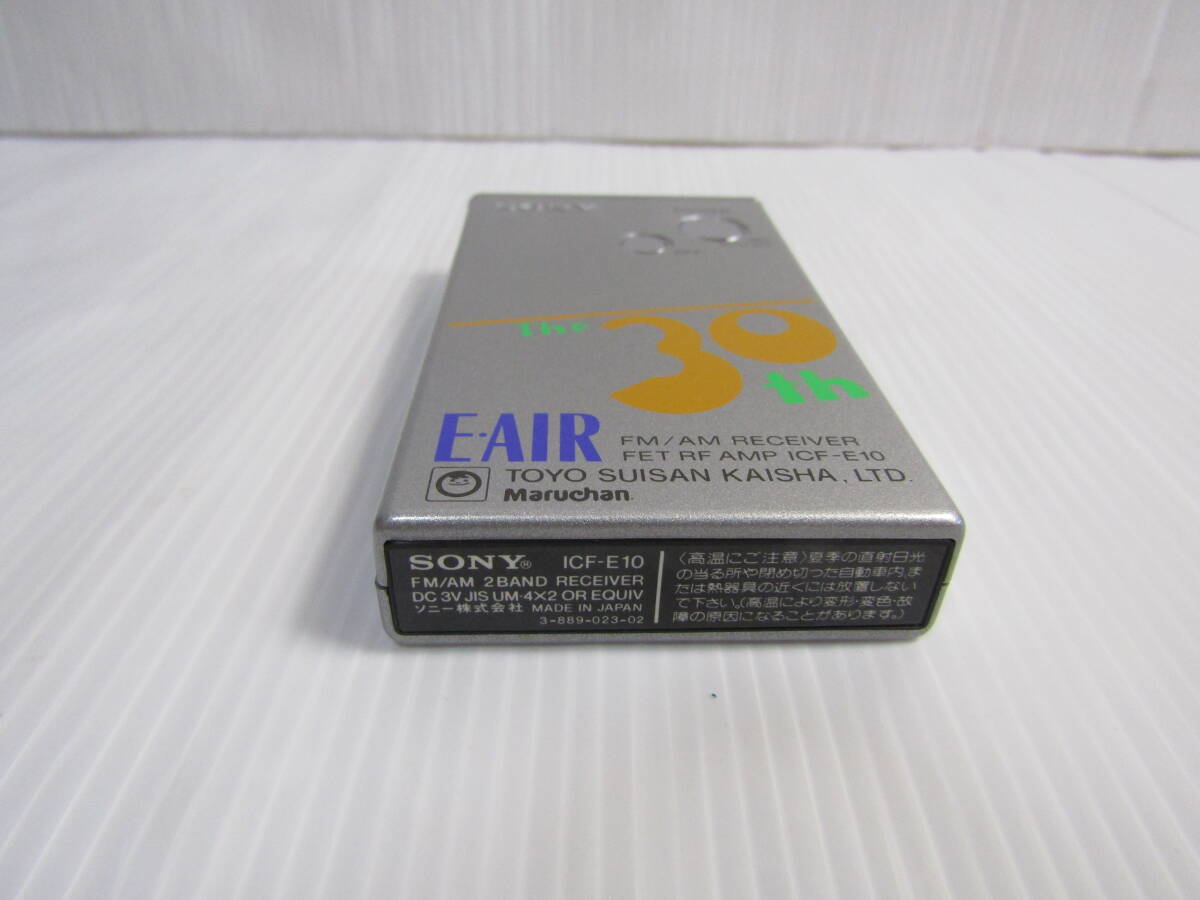 SONY
the 30th
E·AIR
FM/AM RECEIVER
FET RF AMP ICF-E10
TOYO SUISAN KAISHA, LTD.
Maruchan
SONY® ICF-E10
FM/AM 2BAND RECEIVER
DC 3V JIS UM-4×2 OR EQUIV
ソニー株式会社 MADE IN JAPAN
3-889-023-02
〈高温にご注意〉夏季の直射日光
の当る所や閉め切った自動車内、ま
たは熱器具の近くには放置しない
で下さい。(高温により変形・変色・故
障の原因になることがあります。)